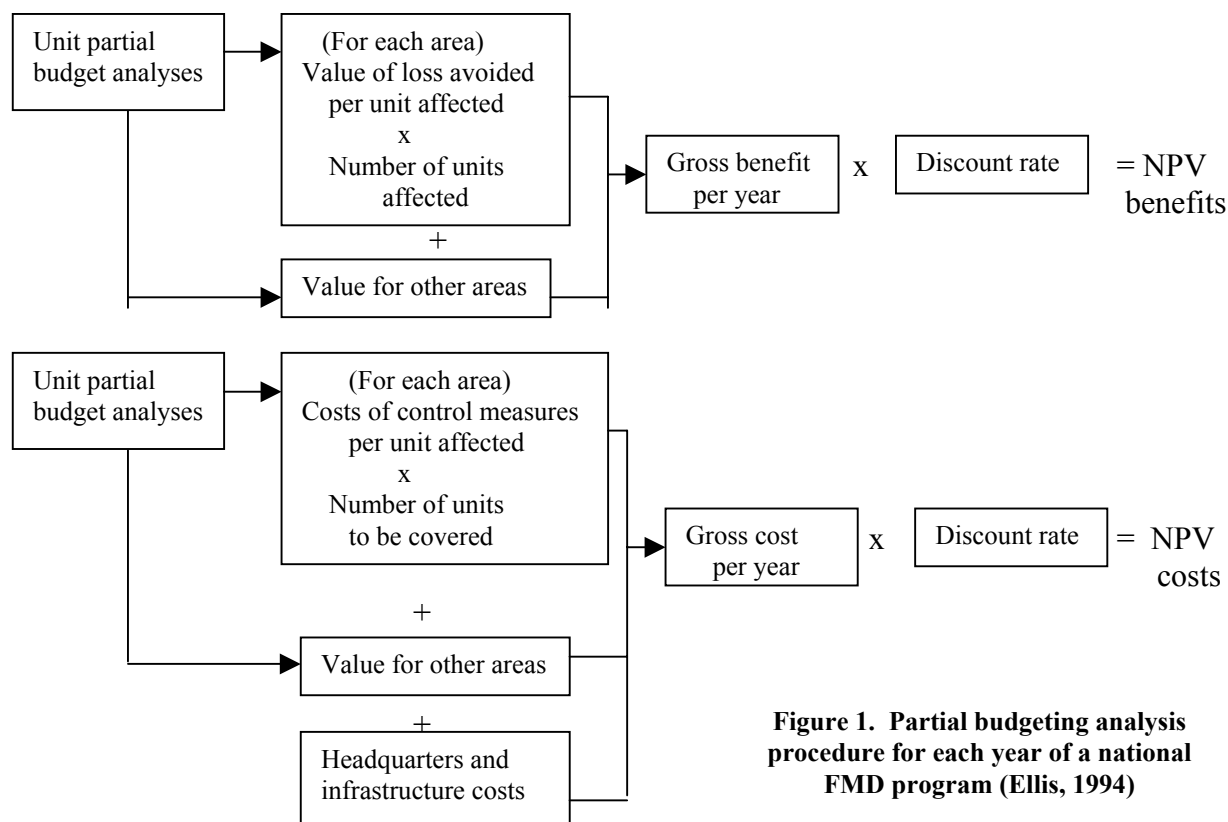 Unit partial
budget analyses
(For each area)
Value of loss avoided
per unit affected
x
Number of units
affected
+
Value for other areas
Gross benefit
per year
x
Discount rate
= NPV
benefits
Unit partial
budget analyses
(For each area)
Costs of control measures
per unit affected
x
Number of units
to be covered
+
Value for other areas
+
Headquarters and
infrastructure costs
Gross cost
per year
x
Discount rate
= NPV
costs
Figure 1. Partial budgeting analysis
procedure for each year of a national
FMD program (Ellis, 1994)